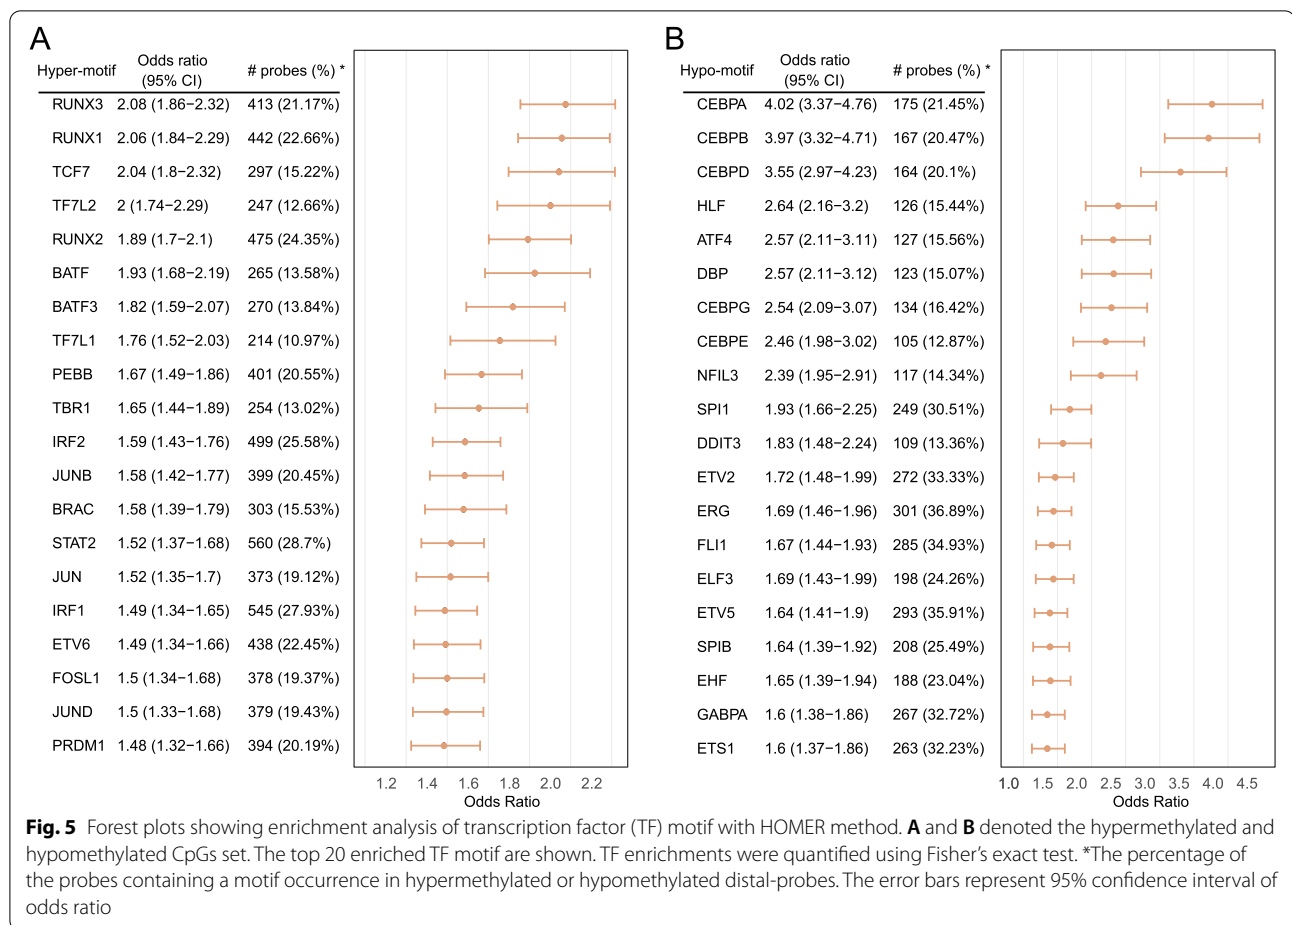 A
Hyper-motif Odds ratio (95% CI) # probes (%) *
RUNX3 2.08 (1.86−2.32) 413 (21.17%)
RUNX1 2.06 (1.84−2.29) 442 (22.66%)
TCF7 2.04 (1.8−2.32) 297 (15.22%)
TF7L2 2 (1.74−2.29) 247 (12.66%)
RUNX2 1.89 (1.7−2.1) 475 (24.35%)
BATF 1.93 (1.68−2.19) 265 (13.58%)
BATF3 1.82 (1.59−2.07) 270 (13.84%)
TF7L1 1.76 (1.52−2.03) 214 (10.97%)
PEBB 1.67 (1.49−1.86) 401 (20.55%)
TBR1 1.65 (1.44−1.89) 254 (13.02%)
IRF2 1.59 (1.43−1.76) 499 (25.58%)
JUNB 1.58 (1.42−1.77) 399 (20.45%)
BRAC 1.58 (1.39−1.79) 303 (15.53%)
STAT2 1.52 (1.37−1.68) 560 (28.7%)
JUN 1.52 (1.35−1.7) 373 (19.12%)
IRF1 1.49 (1.34−1.65) 545 (27.93%)
ETV6 1.49 (1.34−1.66) 438 (22.45%)
FOSL1 1.5 (1.34−1.68) 378 (19.37%)
JUND 1.5 (1.33−1.68) 379 (19.43%)
PRDM1 1.48 (1.32−1.66) 394 (20.19%)
1.2 1.4 1.6 1.8 2.0 2.2
Odds Ratio
B
Hypo-motif Odds ratio (95% CI) # probes (%) *
CEBPA 4.02 (3.37−4.76) 175 (21.45%)
CEBPB 3.97 (3.32−4.71) 167 (20.47%)
CEBPD 3.55 (2.97−4.23) 164 (20.1%)
HLF 2.64 (2.16−3.2) 126 (15.44%)
ATF4 2.57 (2.11−3.11) 127 (15.56%)
DBP 2.57 (2.11−3.12) 123 (15.07%)
CEBPG 2.54 (2.09−3.07) 134 (16.42%)
CEBPE 2.46 (1.98−3.02) 105 (12.87%)
NFIL3 2.39 (1.95−2.91) 117 (14.34%)
SPI1 1.93 (1.66−2.25) 249 (30.51%)
DDIT3 1.83 (1.48−2.24) 109 (13.36%)
ETV2 1.72 (1.48−1.99) 272 (33.33%)
ERG 1.69 (1.46−1.96) 301 (36.89%)
FLI1 1.67 (1.44−1.93) 285 (34.93%)
ELF3 1.69 (1.43−1.99) 198 (24.26%)
ETV5 1.64 (1.41−1.9) 293 (35.91%)
SPIB 1.64 (1.39−1.92) 208 (25.49%)
EHF 1.65 (1.39−1.94) 188 (23.04%)
GABPA 1.6 (1.38−1.86) 267 (32.72%)
ETS1 1.6 (1.37−1.86) 263 (32.23%)
1.0 1.5 2.0 2.5 3.0 3.5 4.0 4.5
Odds Ratio
Fig. 5 Forest plots showing enrichment analysis of transcription factor (TF) motif with HOMER method. A and B denoted the hypermethylated and
hypomethylated CpGs set. The top 20 enriched TF motif are shown. TF enrichments were quantified using Fisher's exact test. *The percentage of
the probes containing a motif occurrence in hypermethylated or hypomethylated distal-probes. The error bars represent 95% confidence interval of
odds ratio